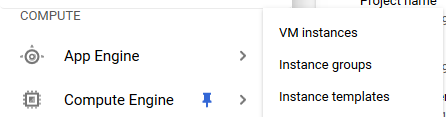 COMPUTE
App Engine
Compute Engine
Project name
VM instances
Instance groups
Instance templates